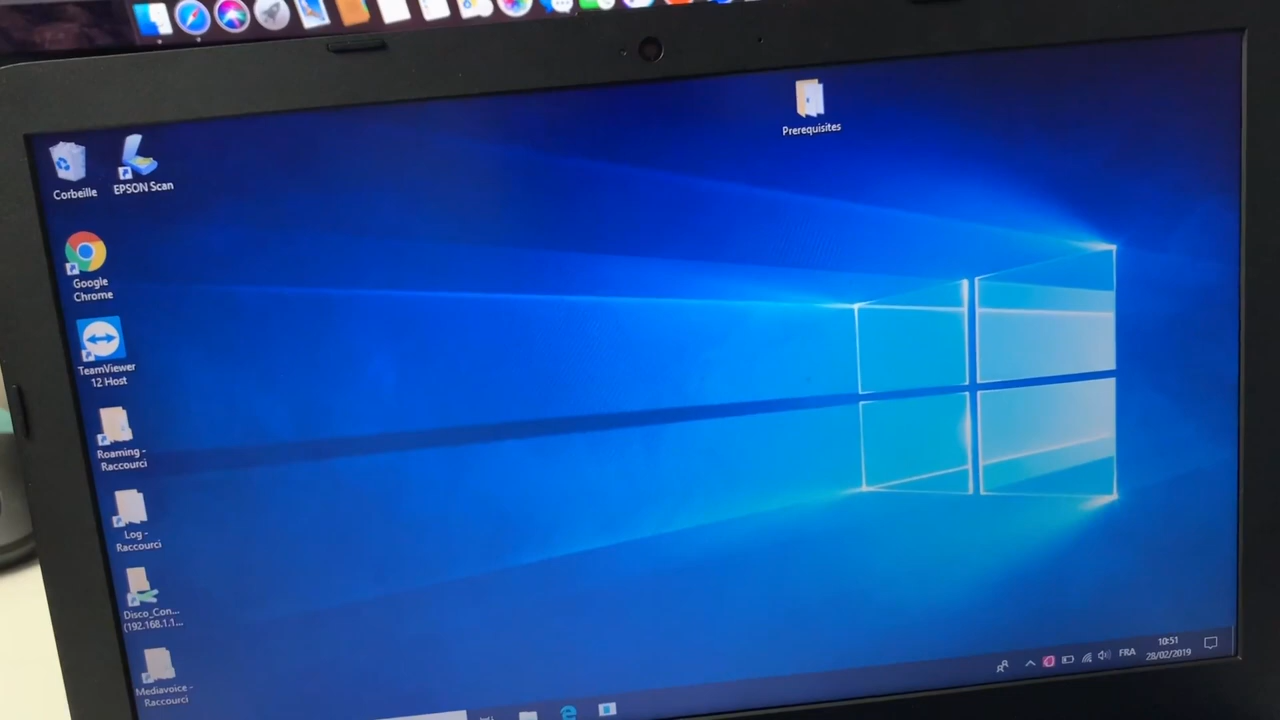 Prerequisites
Corbeille
EPSON Scan
Google
Chrome
TeamViewer
12 Host
Roaming -
Raccourci
Log -
Raccourci
Disco_Con...
(192.168.1.1...
Mediavoice -
Raccourci
FRA
10:51
28/02/2019